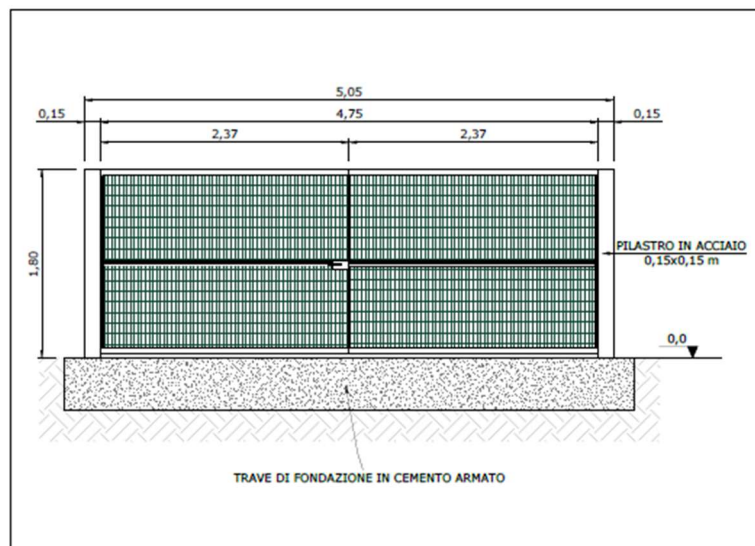 5,05
0,15 4,75 0,15
2,37 2,37
1,80
PILASTRO IN ACCIAIO
0,15x0,15 m
0,0
TRAVE DI FONDAZIONE IN CEMENTO ARMATO